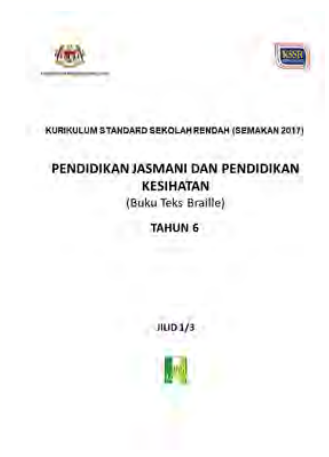 KSSR
KURIKULUM STANDARD SEKOLAH RENDAH (SEMAKAN 2017)
PENDIDIKAN JASMANI DAN PENDIDIKAN
KESIHATAN
(Buku Teks Braille)
TAHUN 6
JILID 1/3